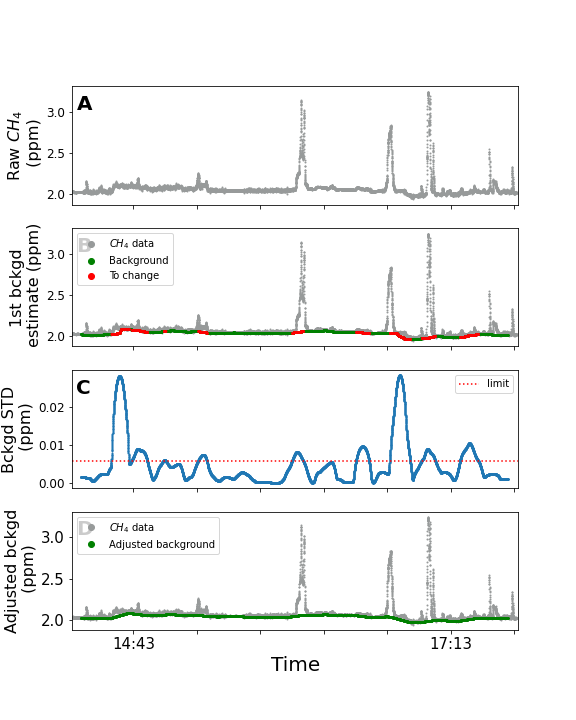 A
Raw CH4
(ppm)
3.0
2.5
2.0
B
1st bckgd
estimate (ppm)
3.0
2.5
2.0
CH4 data
Background
To change
C
Bckgd STD
(ppm)
0.02
0.01
0.00
limit
D
Adjusted bckgd
(ppm)
3.0
2.5
2.0
CH4 data
Adjusted background
14:43
17:13
Time